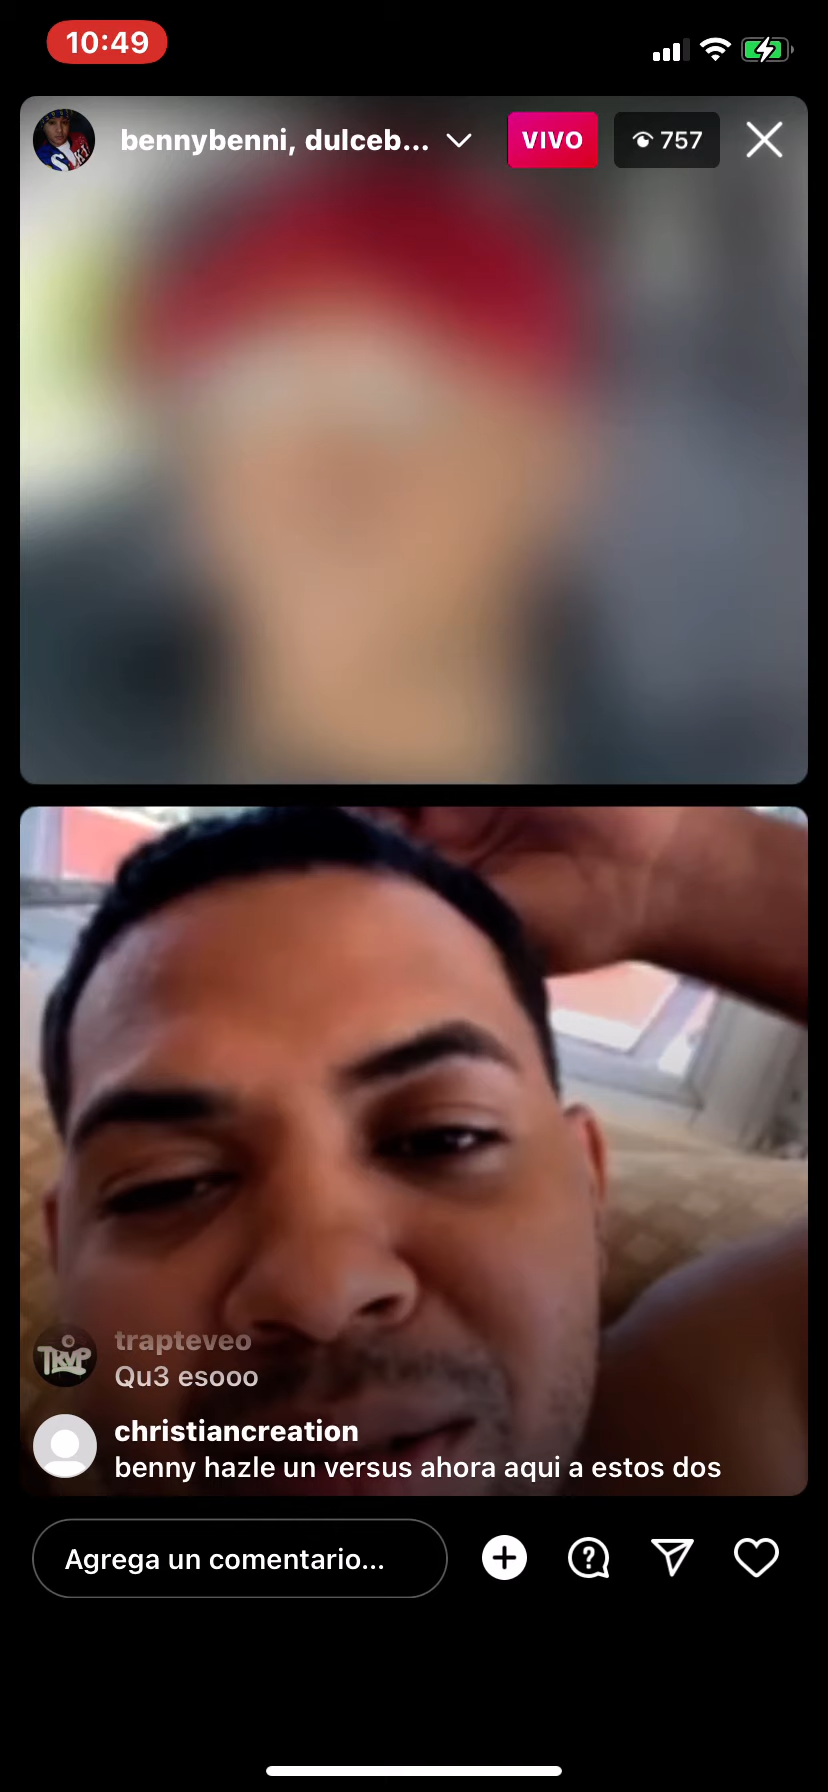 10:49
bennybenni, dulceb...
VIVO
757
trapteveo
Qu3 esooo
christiancreation
benny hazle un versus ahora aqui a estos dos
Agrega un comentario...